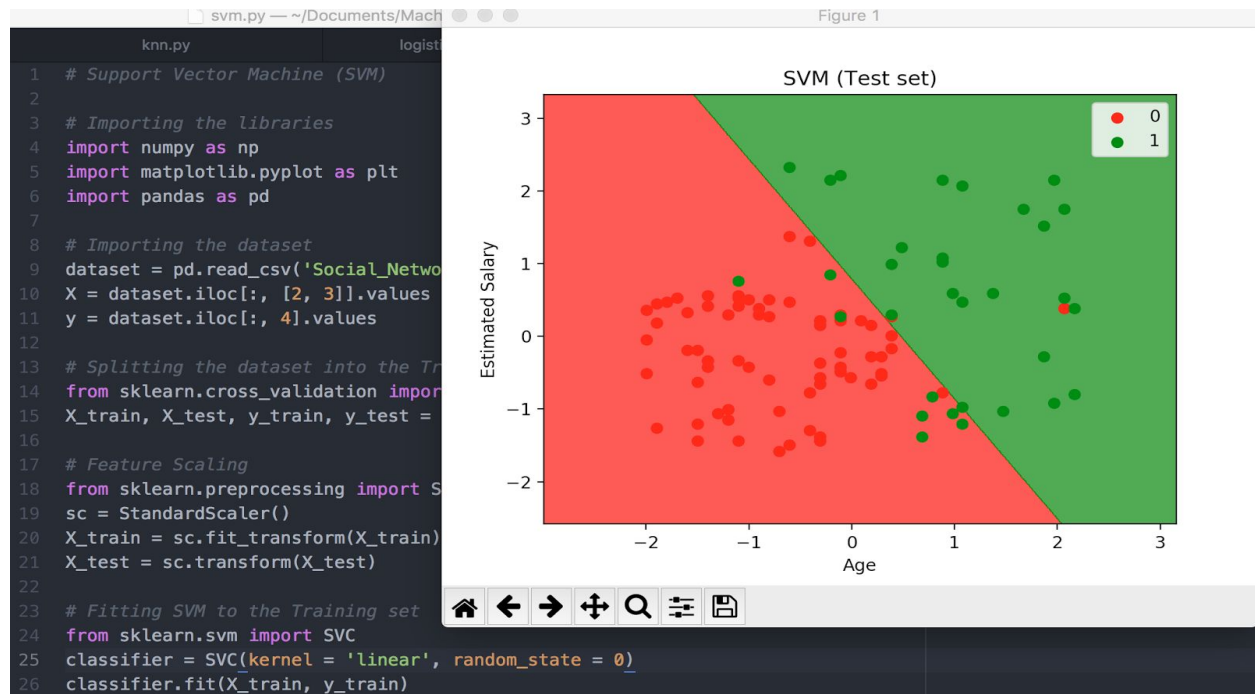 svm.py — ~/Documents/Mach
Figure 1
knn.py
1 # Support Vector Machine (SVM)
2
3 # Importing the libraries
4 import numpy as np
5 import matplotlib.pyplot as plt
6 import pandas as pd
7
8 # Importing the dataset
9 dataset = pd.read_csv('Social_Netwo
10 X = dataset.iloc[:, [2, 3]].values
11 y = dataset.iloc[:, 4].values
12
13 # Splitting the dataset into the Tr
14 from sklearn.cross_validation impor
15 X_train, X_test, y_train, y_test =
16
17 # Feature Scaling
18 from sklearn.preprocessing import S
19 sc = StandardScaler()
20 X_train = sc.fit_transform(X_train)
21 X_test = sc.transform(X_test)
22
23 # Fitting SVM to the Training set
24 from sklearn.svm import SVC
25 classifier = SVC(kernel = 'linear', random_state = 0)
26 classifier.fit(X_train, y_train)
logisti
SVM (Test set)
0
1
Estimated Salary
3
2
1
0
−1
−2
−2 −1 0 1 2 3
Age